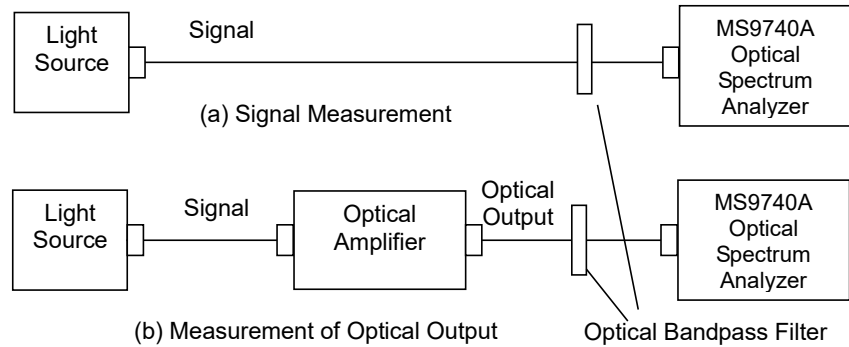 Light
Source
Signal
MS9740A
Optical
Spectrum
Analyzer
(a) Signal Measurement
Light
Source
Signal
Optical
Amplifier
Optical
Output
MS9740A
Optical
Spectrum
Analyzer
(b) Measurement of Optical Output
Optical Bandpass Filter